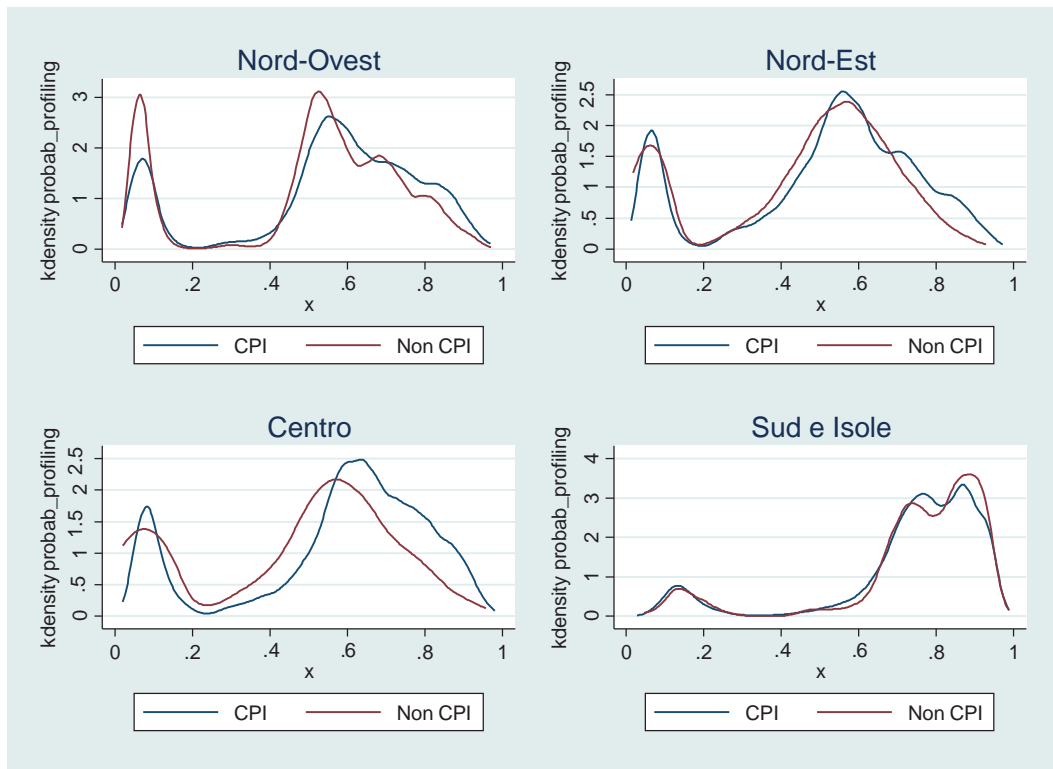 Nord-Ovest
kdensity probab_profiling
3
2
1
0
0 .2 .4 .6 .8 1
x
CPI Non CPI
Nord-Est
kdensity probab_profiling
2.5
2
1.5
1
.5
0
0 .2 .4 .6 .8 1
x
CPI Non CPI
Centro
kdensity probab_profiling
2.5
2
1.5
1
.5
0
0 .2 .4 .6 .8 1
x
CPI Non CPI
Sud e Isole
kdensity probab_profiling
4
3
2
1
0
0 .2 .4 .6 .8 1
x
CPI Non CPI